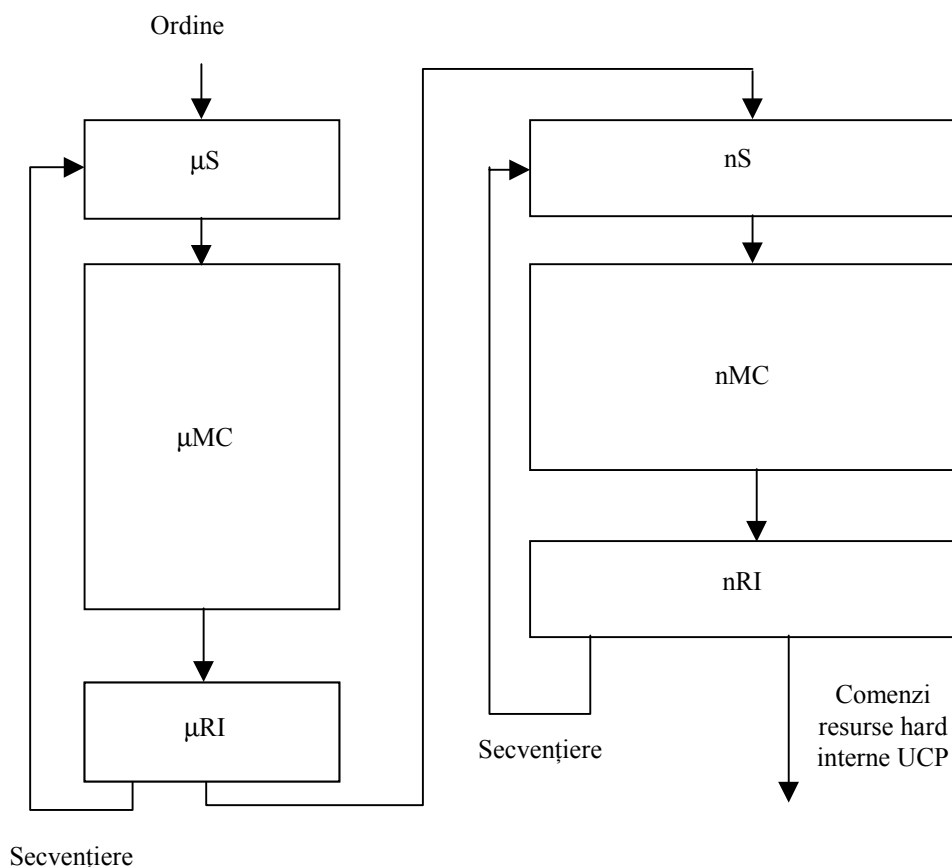 Ordine
μS
μMC
μRI
Secvențiere
nS
nMC
nRI
Secvențiere
Comenzi
resurse hard
interne UCP